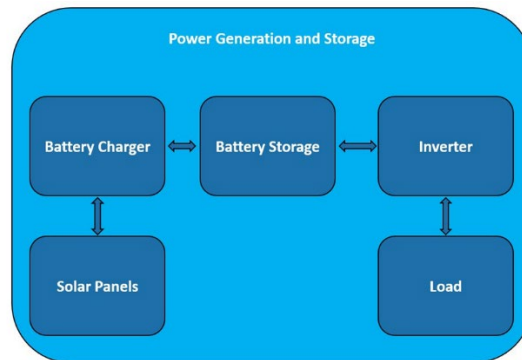 Power Generation and Storage
Battery Charger
Battery Storage
Inverter
Solar Panels
Load